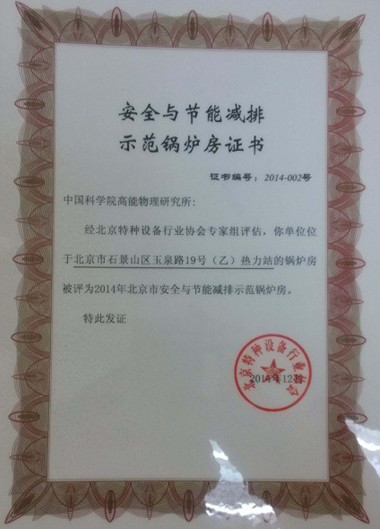 安全与节能减排
示范锅炉房证书
证书编号：2014-002号
中国科学院高能物理研究所：
经北京特种设备行业协会专家组评估，你单位位
于北京市石景山区玉泉路19号（乙）热力站的锅炉房
被评为2014年北京市安全与节能减排示范锅炉房。
特此发证
北京特种设备行业协会
2014年12月